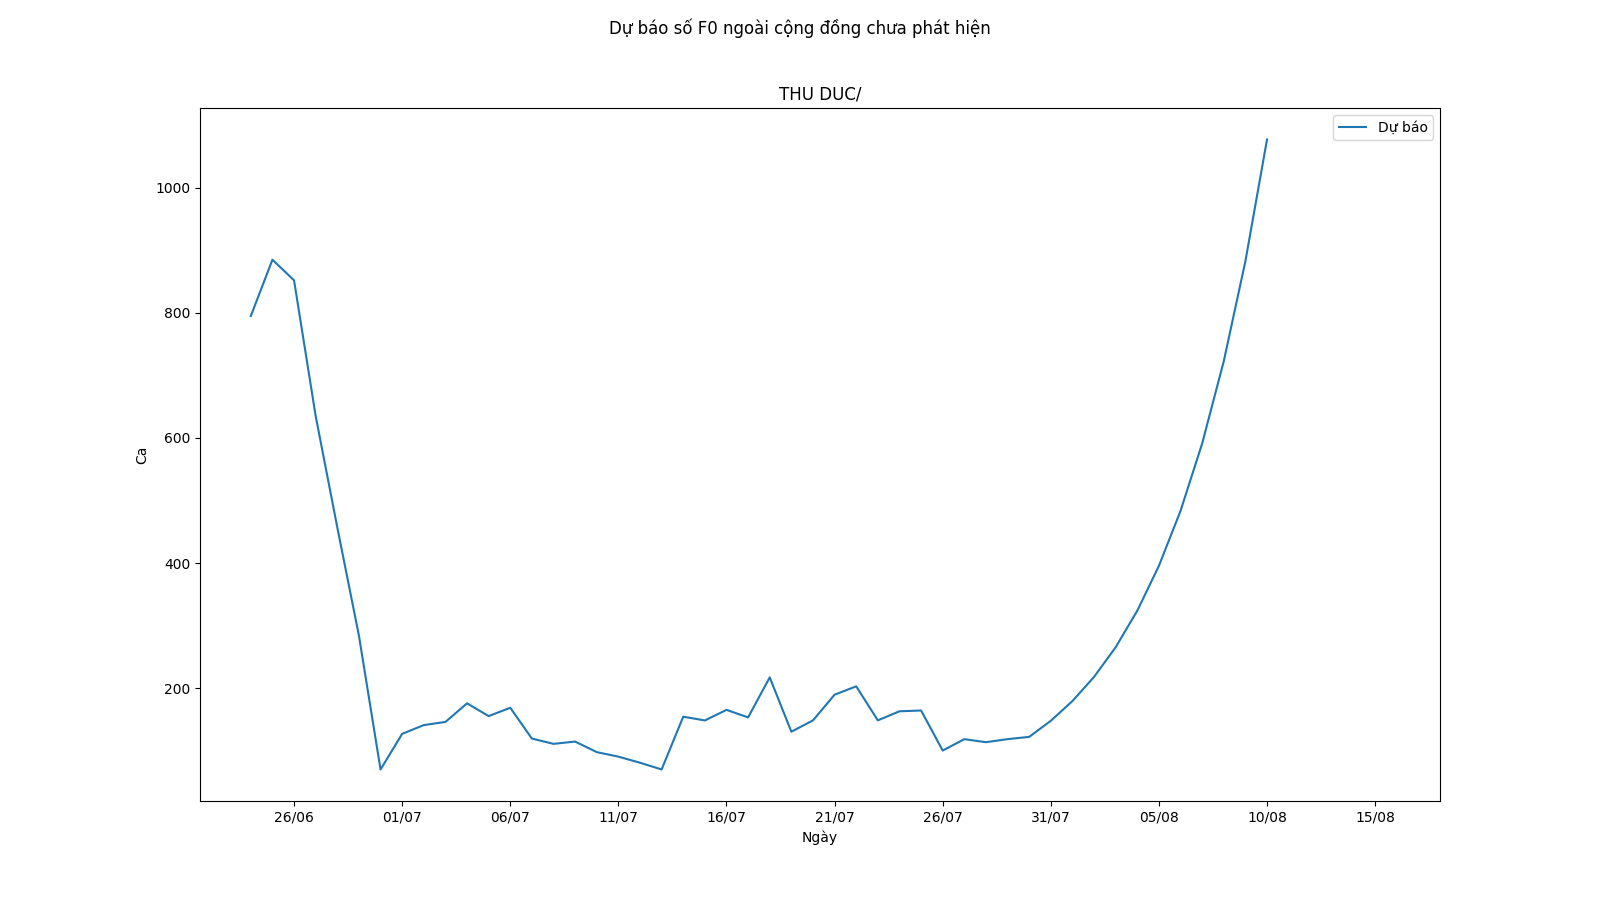 Dự báo số F0 ngoài cộng đồng chưa phát hiện
THU DUC/
Dự báo
1000
800
600
400
200
Ca
26/06 01/07 06/07 11/07 16/07 21/07 26/07 31/07 05/08 10/08 15/08
Ngày